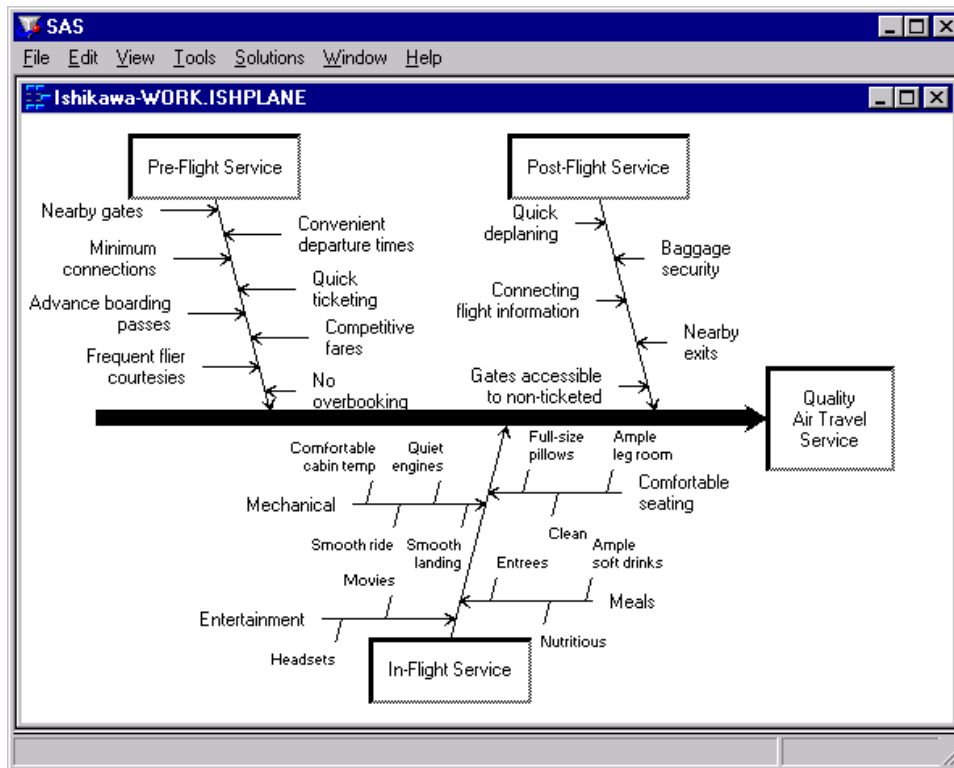 SAS
File Edit View Tools Solutions Window Help
Ishikawa-WORK.ISHPLANE
Pre-Flight Service
Nearby gates
Convenient
departure times
Minimum
connections
Quick
ticketing
Advance boarding
passes
Competitive
fares
Frequent flier
courtesies
No
overbooking
Post-Flight Service
Quick
deplaning
Baggage
security
Connecting
flight information
Nearby
exits
Gates accessible
to non-ticketed
Quality
Air Travel
Service
Comfortable
cabin temp
Quiet
engines
Mechanical
Smooth ride
Smooth
landing
Full-size
pillows
Ample
leg room
Comfortable
seating
Clean
Movies
Entertainment
Headsets
Entrees
Ample
soft drinks
Meals
Nutritious
In-Flight Service